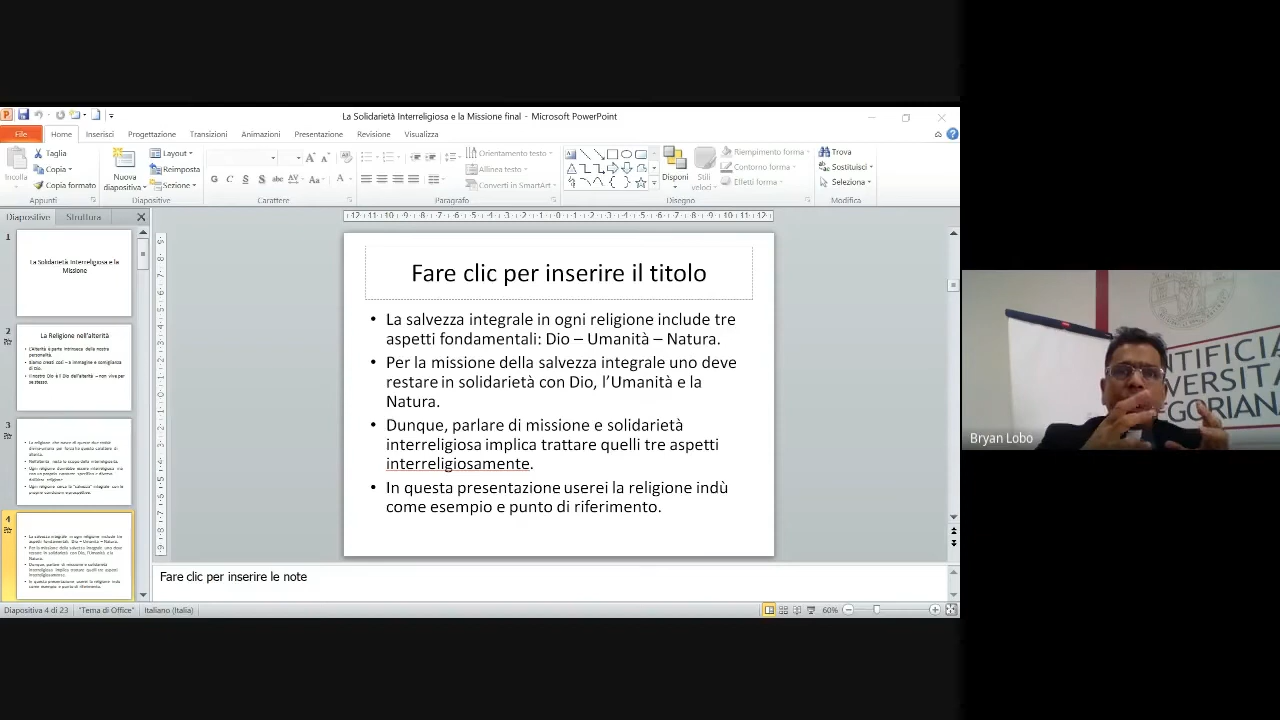 La Solidarietà Interreligiosa e la Missione final - Microsoft PowerPoint
File Home Inserisci Progettazione Transizioni Animazioni Presentazione Revisione Visualizza
Incolla
Taglia
Copia
Copia formato
Appunti
Nuova
diapositiva
Layout
Reimposta
Sezione
Diapositive
Carattere
Orientamento testo
Allinea testo
Converti in SmartArt
Paragrafo
Disponi
Stili
veloci
Riempimento forma
Contorno forma
Effetti forma
Disegno
Trova
Sostituisci
Seleziona
Modifica
Diapositive Struttura
1
La Solidarietà Interreligiosa e la
Missione
2
La Religione nell'alterità
3
4
Fare clic per inserire il titolo
• La salvezza integrale in ogni religione include tre
aspetti fondamentali: Dio – Umanità – Natura.
• Per la missione della salvezza integrale uno deve
restare in solidarietà con Dio, l'Umanità e la
Natura.
• Dunque, parlare di missione e solidarietà
interreligiosa implica trattare quelli tre aspetti
interreligiosamente.
• In questa presentazione userei la religione indù
come esempio e punto di riferimento.
Fare clic per inserire le note
Diapositiva 4 di 23 "Tema di Office" Italiano (Italia) 60%
NTIFICIA
VERSITA
GORIANA
Bryan Lobo